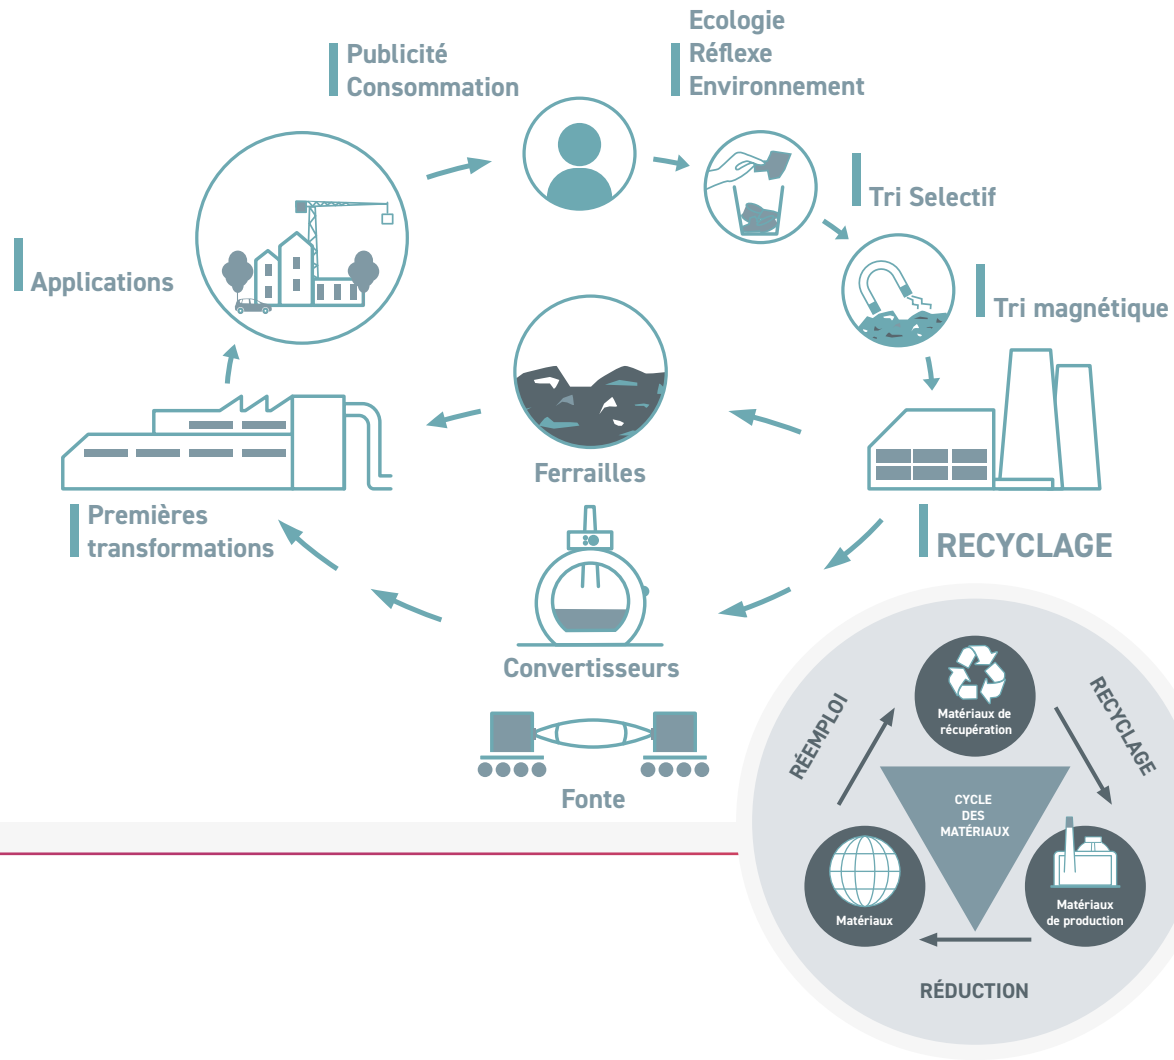 Ecologie
Réflexe
Environnement
Publicité
Consommation
Tri Selectif
Applications
Tri magnétique
Ferrailles
Premières
transformations
RECYCLAGE
Convertisseurs
Fonte
RÉEMPLOI
RECYCLAGE
Matériaux de
récupération
CYCLE
DES
MATÉRIAUX
Matériaux
Matériaux
de production
RÉDUCTION